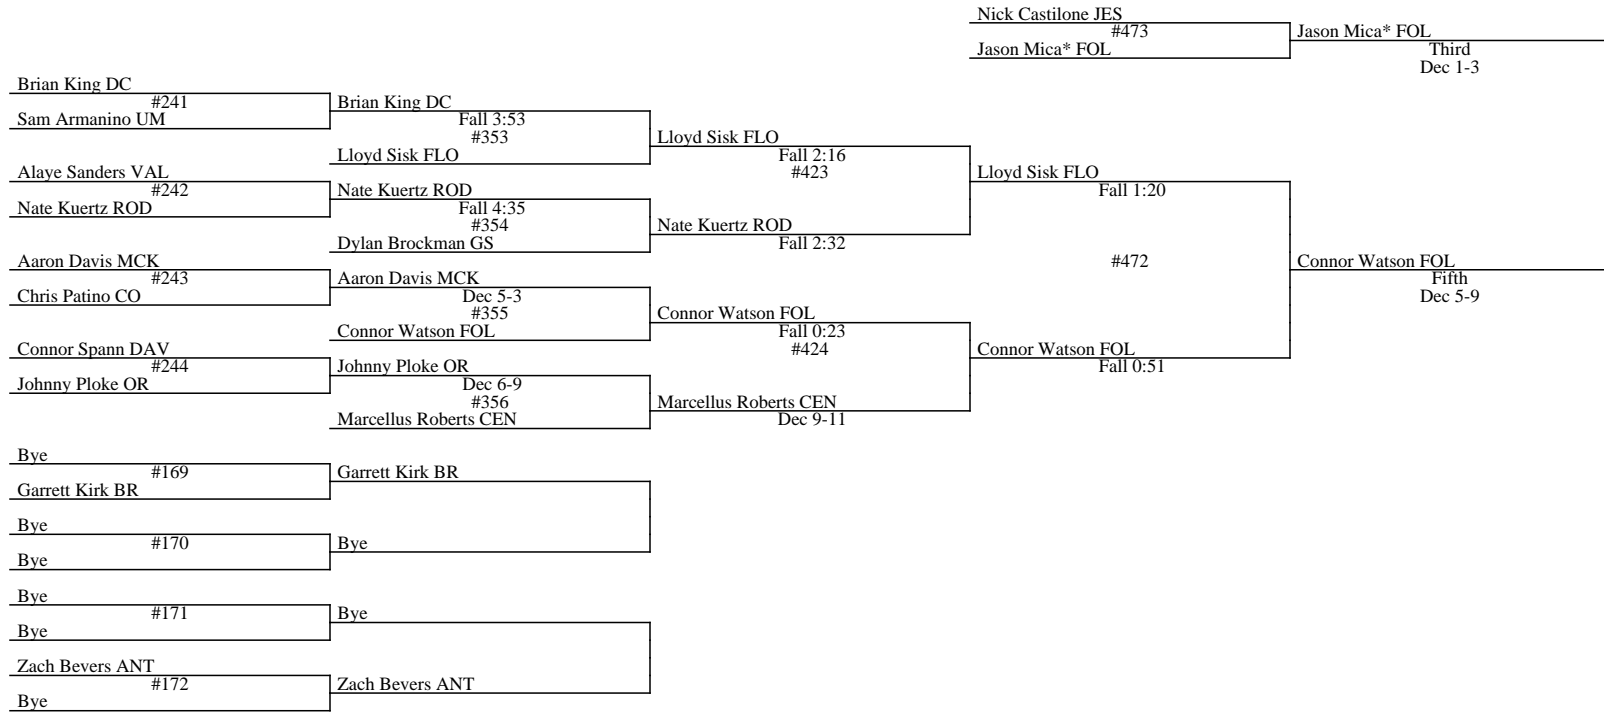 Nick Castilone JES
#473
Jason Mica* FOL
Jason Mica* FOL
Third
Dec 1-3
Brian King DC
#241
Sam Armanino UM
Brian King DC
Fall 3:53
#353
Lloyd Sisk FLO
Lloyd Sisk FLO
Fall 2:16
#423
Alaye Sanders VAL
#242
Nate Kuertz ROD
Nate Kuertz ROD
Fall 4:35
#354
Dylan Brockman GS
Nate Kuertz ROD
Fall 2:32
Lloyd Sisk FLO
Fall 1:20
#472
Aaron Davis MCK
#243
Chris Patino CO
Aaron Davis MCK
Dec 5-3
#355
Connor Watson FOL
Connor Watson FOL
Fall 0:23
#424
Connor Spann DAV
#244
Johnny Ploke OR
Johnny Ploke OR
Dec 6-9
#356
Marcellus Roberts CEN
Marcellus Roberts CEN
Dec 9-11
Connor Watson FOL
Fall 0:51
Connor Watson FOL
Fifth
Dec 5-9
Bye
#169
Garrett Kirk BR
Garrett Kirk BR
Bye
#170
Bye
Bye
Bye
#171
Bye
Bye
Zach Bevers ANT
#172
Bye
Zach Bevers ANT